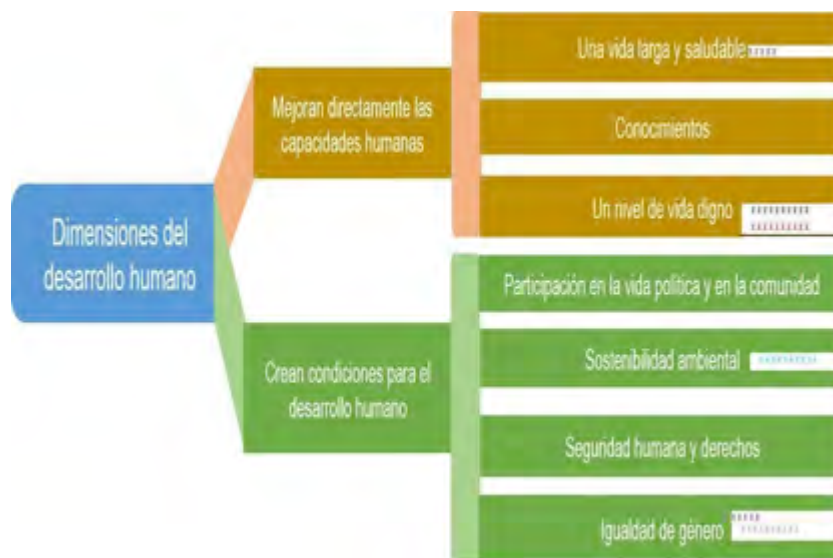 Dimensiones del
desarrollo humano
Mejoran directamente las
capacidades humanas
Una vida larga y saludable
Conocimientos
Un nivel de vida digno
Crean condiciones para el
desarrollo humano
Participación en la vida política y en la comunidad
Sostenibilidad ambiental
Seguridad humana y derechos
Igualdad de género